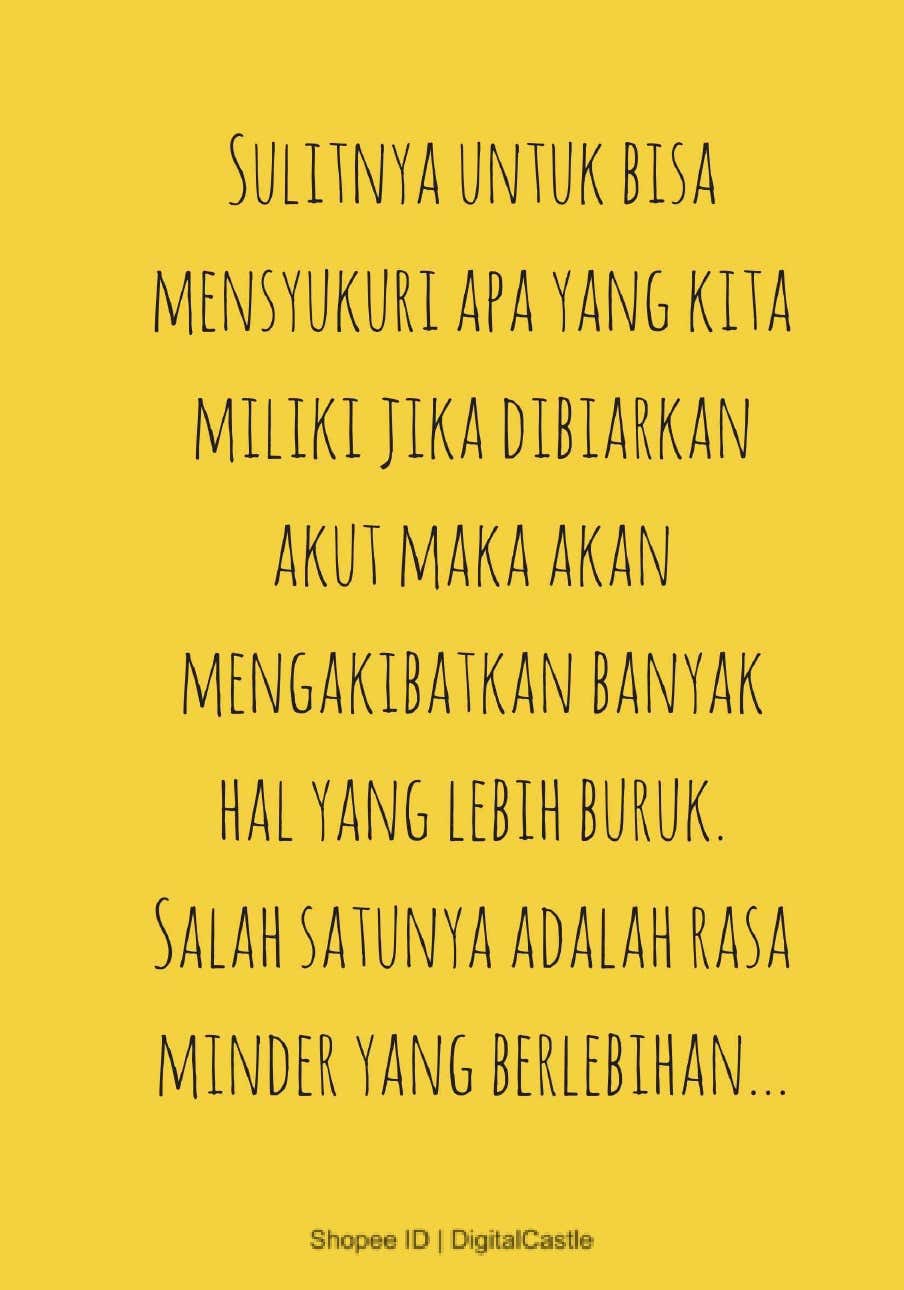 Sulitnya untuk bisa
mensyukuri apa yang kita
miliki jika dibiarkan
akut maka akan
mengakibatkan banyak
hal yang lebih buruk.
Salah satunya adalah rasa
minder yang berlebihan...
Shopee ID | DigitalCastle